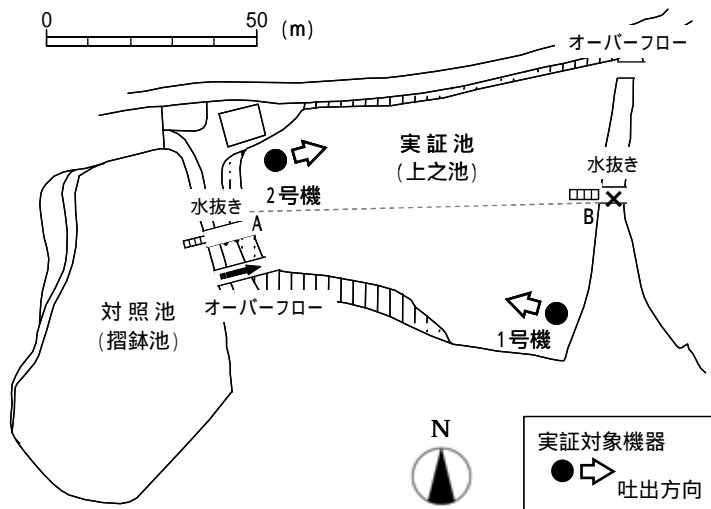 0 50 (m)
オーバーフロー
実証池
(上之池)
水抜き
2号機
水抜き
A
B
オーバーフロー
対照池
(摺鉢池)
1号機
N
実証対象機器
吐出方向